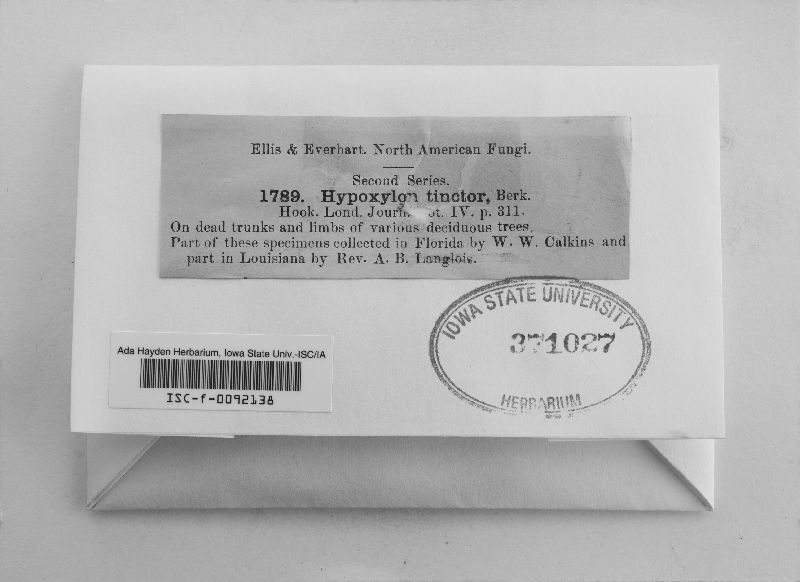 Ellis & Everhart. North American Fungi.
Second Series.
1789. Hypoxylon tinctor, Berk.
Hook. Lond. Journ. ot. IV. p. 311.
On dead trunks and limbs of various deciduous trees.
Part of these specimens collected in Florida by W. W. Calkins and
part in Louisiana by Rev. A. B. Langlois.
IOWA STATE UNIVERSITY
371027
HERBARIUM
Ada Hayden Herbarium, Iowa State Univ.-ISC/IA
ISC-f-0092138